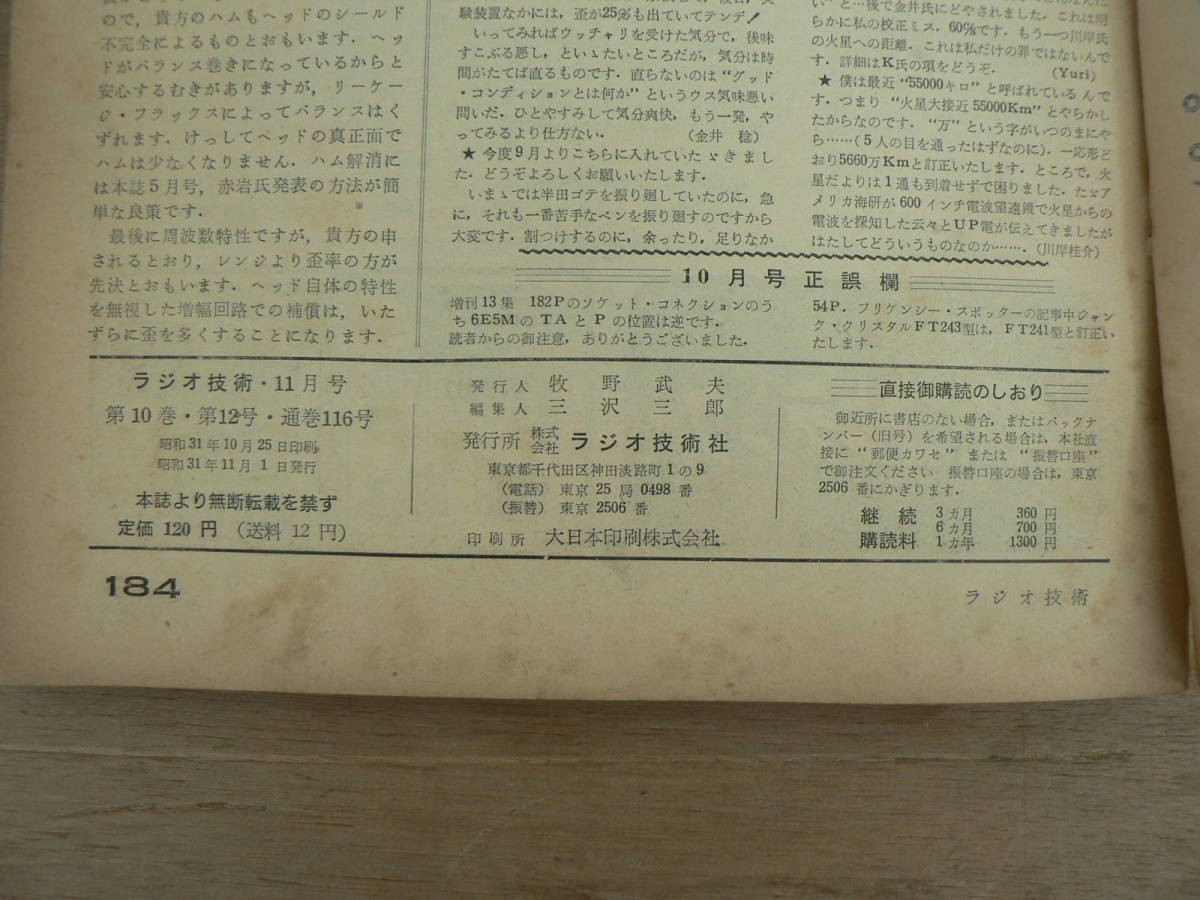 ので，貴方のハムもヘッドのシールド
不完全によるものとおもいます．ヘッ
ドがバランス巻きになっているからと
安心するむきがありますが，リーケー
ジ・フラックスによってバランスはく
ずれます．けっしてヘッドの真正面で
ハムは少なくなりません．ハム解消に
は本誌5月号，赤岩氏発表の方法が簡
単な良策です．
最後に周波数特性ですが，貴方の申
されるとおり，レンジより歪率の方が
先決とおもいます．ヘッド自体の特性
を無視した増幅回路での補償は，いた
ずらに歪を多くすることになります．
験装置なかには，歪が25％も出ていてテンデ！
いってみればウッチャリを受けた気分で，後味
すこぶる悪し，といゝたいところだが，気分は時
間がたてば直るものです．直らないのは“グッド
・コンディションとは何か”というウス気味悪い
問いだ．ひとやすみして気分爽快，もう一発，や
ってみるより仕方ない．（金井 稔）
★今度9月よりこちらに入れていたゞきまし
た．どうぞよろしくお願いいたします．
いまゝでは半田ゴテを振り廻していたのに，急
に，それも一番苦手なペンを振り廻すのですから
大変です．割つけするのに，余ったり，足りなか
い”と…後で金井氏にどやされました．これは明
らかに私の校正ミス．60％です．もう一つ川岸氏
の火星への距離．これは私だけの罪ではないんで
す．詳細はK氏の項をどうぞ．（Yuri）
★僕は最近“55000キロ”と呼ばれているんで
す．つまり“火星大接近55000Km”とやらかし
たからなのです．“万”という字がいつのまにや
ら……（5人の目を通ったはずなのに）．一応形ど
おり5660万Kmと訂正いたします．ところで，火
星だよりは1通も到着せずで困りました．たゞア
メリカ海研が600インチ電波望遠鏡で火星からの
電波を探知した云々とUP電が伝えてきましたが
はたしてどういうものなのか……．（川岸桂介）
10月号正誤欄
増刊13集 182Pのソケット・コネクションのう
ち6E5MのTAとPの位置は逆です．
読者からの御注意，ありがとうございました．
54P．フリケンシー・スポッターの記事中ジャン
ク・クリスタルFT243型は，FT241型と訂正い
たします．
ラジオ技術・11月号
第10巻・第12号・通巻116号
昭和31年10月25日印刷
昭和31年11月1日発行
本誌より無断転載を禁ず
定価120円（送料12円）
発行人 牧野武夫
編集人 三沢三郎
発行所 株式会社 ラジオ技術社
東京都千代田区神田淡路町1の9
（電話）東京25局0498番
（振替）東京2506番
印刷所 大日本印刷株式会社
直接御購読のしおり
御近所に書店のない場合，またはバックナ
ンバー（旧号）を希望される場合は，本社直
接に“郵便カワセ”または“振替口座”
で御注文ください 振替口座の場合は，東京
2506番にかぎります．
継続 3カ月 360円
6カ月 700円
購読料 1カ年 1300円
184
ラジオ技術